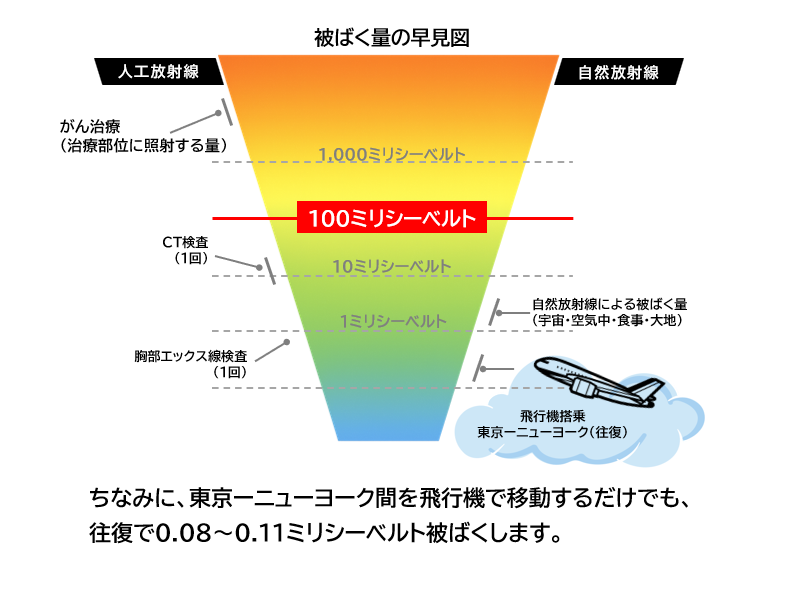 被ばく量の早見図
人工放射線
自然放射線
がん治療
（治療部位に照射する量）
1,000ミリシーベルト
100ミリシーベルト
CT検査
（1回）
10ミリシーベルト
自然放射線による被ばく量
（宇宙・空気中・食事・大地）
1ミリシーベルト
胸部エックス線検査
（1回）
飛行機搭乗
東京ーニューヨーク（往復）
ちなみに、東京ーニューヨーク間を飛行機で移動するだけでも、
往復で0.08～0.11ミリシーベルト被ばくします。